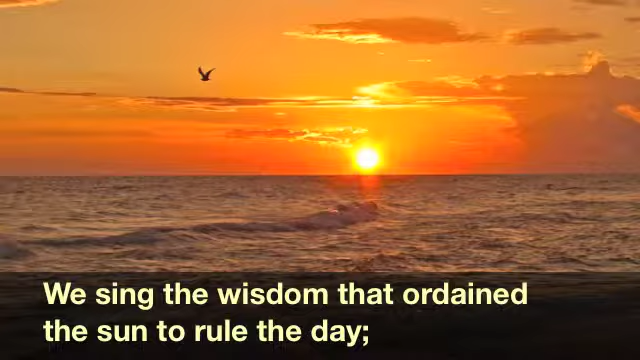 We sing the wisdom that ordained
the sun to rule the day;